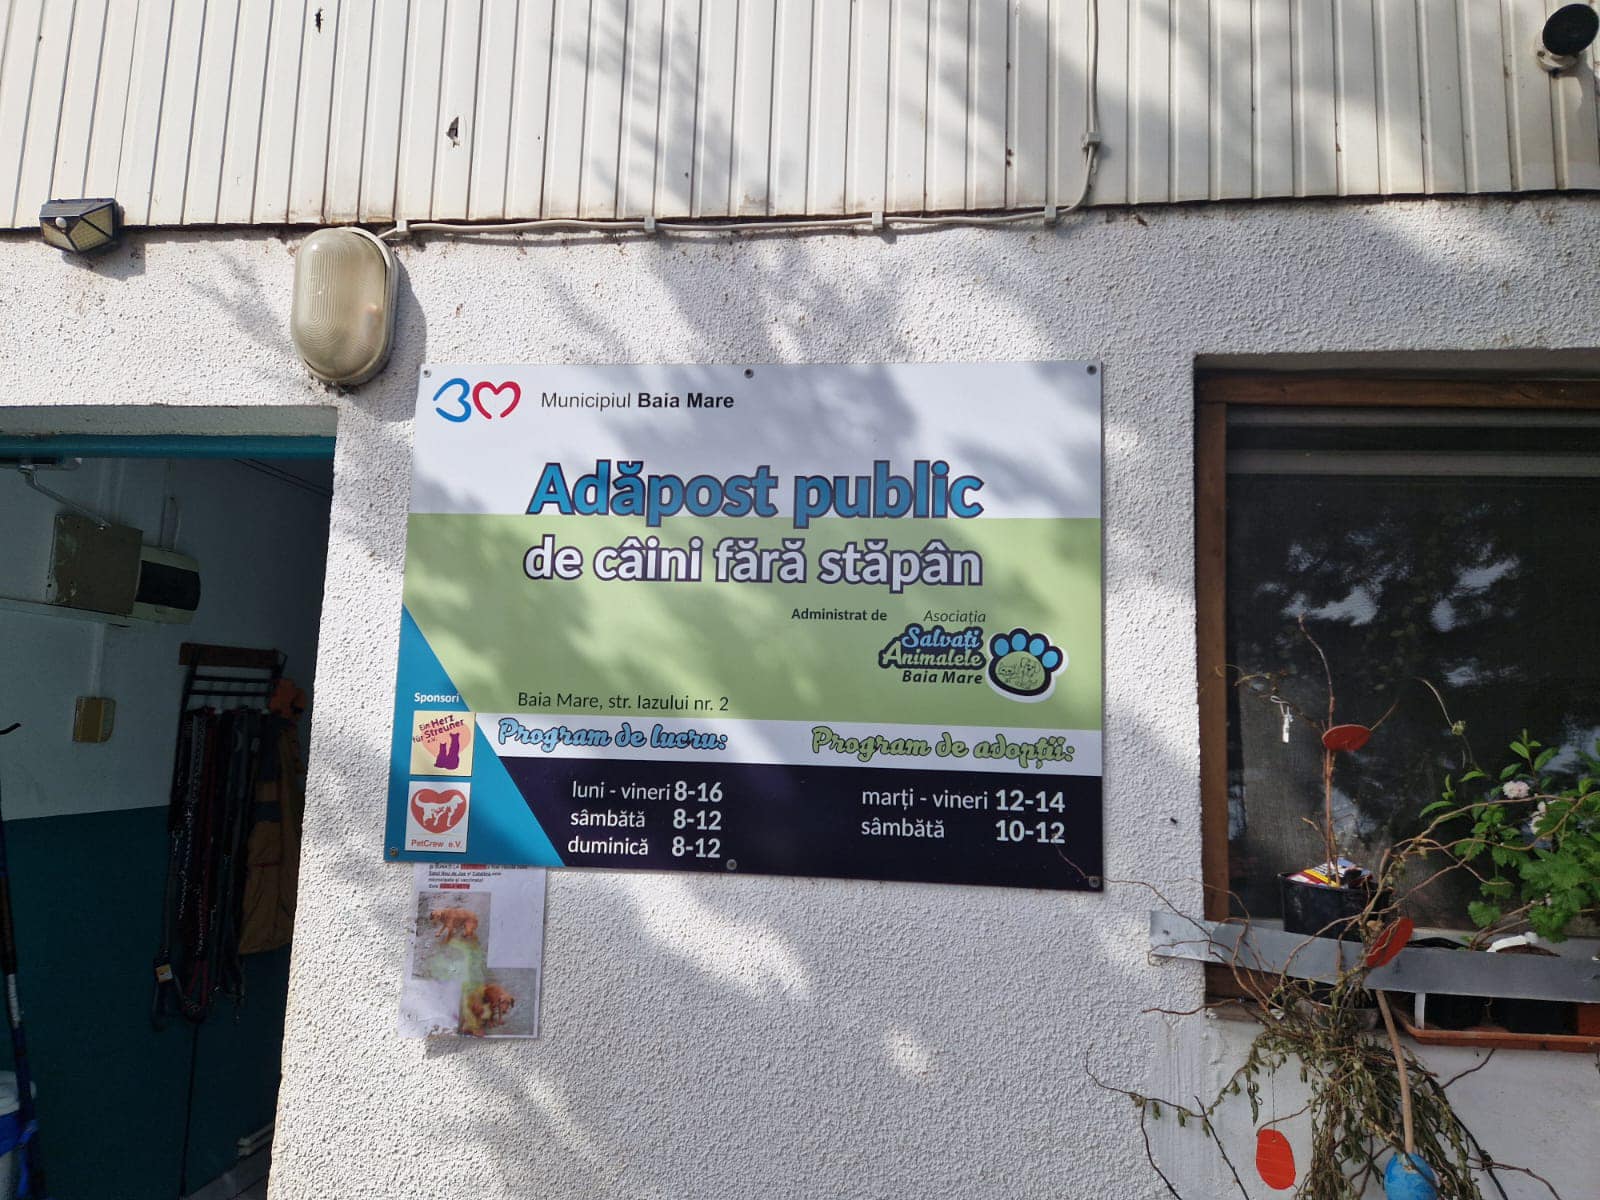 BM Municipiul Baia Mare
Adăpost public
de câini fără stăpân
Administrat de Asociația
Salvați
Animalele
Baia Mare
Baia Mare, str. Iazului nr. 2
Sponsori
Ein Herz
für Streuner
e.V.
PetCrew e.V.
Program de lucru:
luni - vineri 8-16
sâmbătă 8-12
duminică 8-12
Program de adopții:
marți - vineri 12-14
sâmbătă 10-12